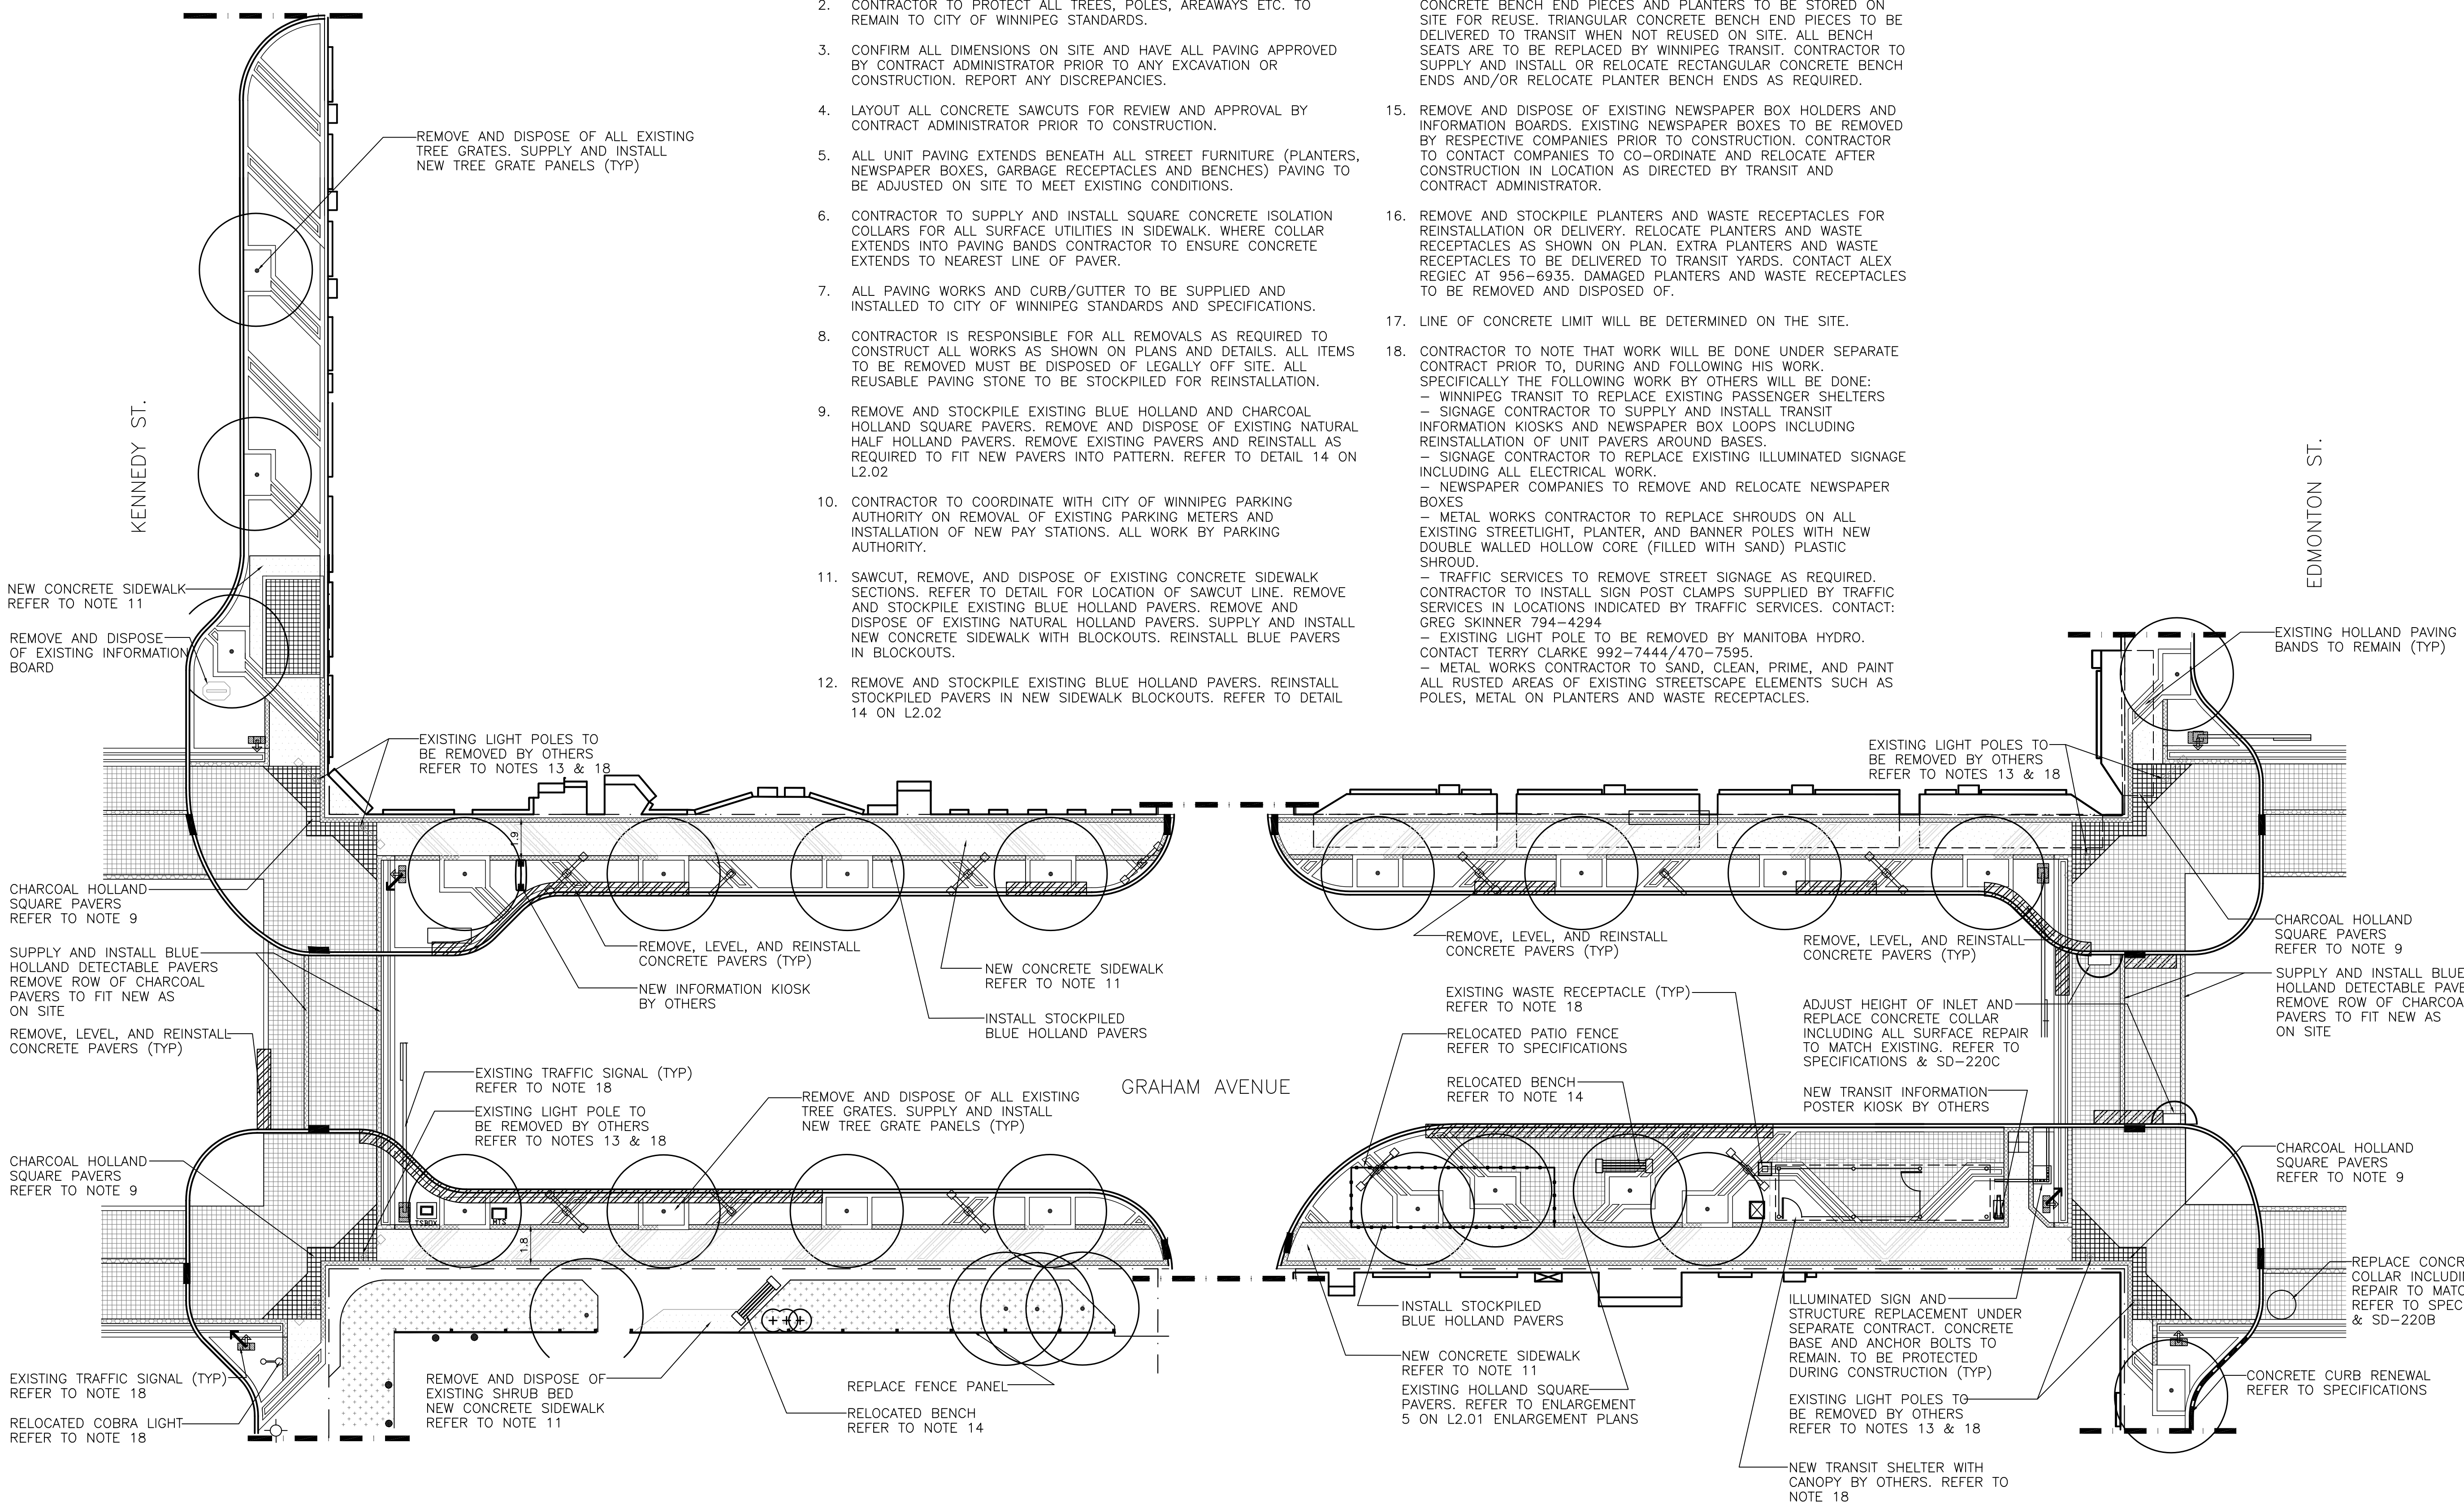 2. CONTRACTOR TO PROTECT ALL TREES, POLES, AREAWAYS ETC. TO
REMAIN TO CITY OF WINNIPEG STANDARDS.
3. CONFIRM ALL DIMENSIONS ON SITE AND HAVE ALL PAVING APPROVED
BY CONTRACT ADMINISTRATOR PRIOR TO ANY EXCAVATION OR
CONSTRUCTION. REPORT ANY DISCREPANCIES.
4. LAYOUT ALL CONCRETE SAWCUTS FOR REVIEW AND APPROVAL BY
CONTRACT ADMINISTRATOR PRIOR TO CONSTRUCTION.
5. ALL UNIT PAVING EXTENDS BENEATH ALL STREET FURNITURE (PLANTERS,
NEWSPAPER BOXES, GARBAGE RECEPTACLES AND BENCHES) PAVING TO
BE ADJUSTED ON SITE TO MEET EXISTING CONDITIONS.
6. CONTRACTOR TO SUPPLY AND INSTALL SQUARE CONCRETE ISOLATION
COLLARS FOR ALL SURFACE UTILITIES IN SIDEWALK. WHERE COLLAR
EXTENDS INTO PAVING BANDS CONTRACTOR TO ENSURE CONCRETE
EXTENDS TO NEAREST LINE OF PAVER.
7. ALL PAVING WORKS AND CURB/GUTTER TO BE SUPPLIED AND
INSTALLED TO CITY OF WINNIPEG STANDARDS AND SPECIFICATIONS.
8. CONTRACTOR IS RESPONSIBLE FOR ALL REMOVALS AS REQUIRED TO
CONSTRUCT ALL WORKS AS SHOWN ON PLANS AND DETAILS. ALL ITEMS
TO BE REMOVED MUST BE DISPOSED OF LEGALLY OFF SITE. ALL
REUSABLE PAVING STONE TO BE STOCKPILED FOR REINSTALLATION.
9. REMOVE AND STOCKPILE EXISTING BLUE HOLLAND AND CHARCOAL
HOLLAND SQUARE PAVERS. REMOVE AND DISPOSE OF EXISTING NATURAL
HALF HOLLAND PAVERS. REMOVE EXISTING PAVERS AND REINSTALL AS
REQUIRED TO FIT NEW PAVERS INTO PATTERN. REFER TO DETAIL 14 ON
L2.02
10. CONTRACTOR TO COORDINATE WITH CITY OF WINNIPEG PARKING
AUTHORITY ON REMOVAL OF EXISTING PARKING METERS AND
INSTALLATION OF NEW PAY STATIONS. ALL WORK BY PARKING
AUTHORITY.
11. SAWCUT, REMOVE, AND DISPOSE OF EXISTING CONCRETE SIDEWALK
SECTIONS. REFER TO DETAIL FOR LOCATION OF SAWCUT LINE. REMOVE
AND STOCKPILE EXISTING BLUE HOLLAND PAVERS. REMOVE AND
DISPOSE OF EXISTING NATURAL HOLLAND PAVERS. SUPPLY AND INSTALL
NEW CONCRETE SIDEWALK WITH BLOCKOUTS. REINSTALL BLUE PAVERS
IN BLOCKOUTS.
12. REMOVE AND STOCKPILE EXISTING BLUE HOLLAND PAVERS. REINSTALL
STOCKPILED PAVERS IN NEW SIDEWALK BLOCKOUTS. REFER TO DETAIL
14 ON L2.02
CONCRETE BENCH END PIECES AND PLANTERS TO BE STORED ON
SITE FOR REUSE. TRIANGULAR CONCRETE BENCH END PIECES TO BE
DELIVERED TO TRANSIT WHEN NOT REUSED ON SITE. ALL BENCH
SEATS ARE TO BE REPLACED BY WINNIPEG TRANSIT. CONTRACTOR TO
SUPPLY AND INSTALL OR RELOCATE RECTANGULAR CONCRETE BENCH
ENDS AND/OR RELOCATE PLANTER BENCH ENDS AS REQUIRED.
15. REMOVE AND DISPOSE OF EXISTING NEWSPAPER BOX HOLDERS AND
INFORMATION BOARDS. EXISTING NEWSPAPER BOXES TO BE REMOVED
BY RESPECTIVE COMPANIES PRIOR TO CONSTRUCTION. CONTRACTOR
TO CONTACT COMPANIES TO CO-ORDINATE AND RELOCATE AFTER
CONSTRUCTION IN LOCATION AS DIRECTED BY TRANSIT AND
CONTRACT ADMINISTRATOR.
16. REMOVE AND STOCKPILE PLANTERS AND WASTE RECEPTACLES FOR
REINSTALLATION OR DELIVERY. RELOCATE PLANTERS AND WASTE
RECEPTACLES AS SHOWN ON PLAN. EXTRA PLANTERS AND WASTE
RECEPTACLES TO BE DELIVERED TO TRANSIT YARDS. CONTACT ALEX
REGIEC AT 956-6935. DAMAGED PLANTERS AND WASTE RECEPTACLES
TO BE REMOVED AND DISPOSED OF.
17. LINE OF CONCRETE LIMIT WILL BE DETERMINED ON THE SITE.
18. CONTRACTOR TO NOTE THAT WORK WILL BE DONE UNDER SEPARATE
CONTRACT PRIOR TO, DURING AND FOLLOWING HIS WORK.
SPECIFICALLY THE FOLLOWING WORK BY OTHERS WILL BE DONE:
- WINNIPEG TRANSIT TO REPLACE EXISTING PASSENGER SHELTERS
- SIGNAGE CONTRACTOR TO SUPPLY AND INSTALL TRANSIT
INFORMATION KIOSKS AND NEWSPAPER BOX LOOPS INCLUDING
REINSTALLATION OF UNIT PAVERS AROUND BASES.
- SIGNAGE CONTRACTOR TO REPLACE EXISTING ILLUMINATED SIGNAGE
INCLUDING ALL ELECTRICAL WORK.
- NEWSPAPER COMPANIES TO REMOVE AND RELOCATE NEWSPAPER
BOXES
- METAL WORKS CONTRACTOR TO REPLACE SHROUDS ON ALL
EXISTING STREETLIGHT, PLANTER, AND BANNER POLES WITH NEW
DOUBLE WALLED HOLLOW CORE (FILLED WITH SAND) PLASTIC
SHROUD.
- TRAFFIC SERVICES TO REMOVE STREET SIGNAGE AS REQUIRED.
CONTRACTOR TO INSTALL SIGN POST CLAMPS SUPPLIED BY TRAFFIC
SERVICES IN LOCATIONS INDICATED BY TRAFFIC SERVICES. CONTACT:
GREG SKINNER 794-4294
- EXISTING LIGHT POLE TO BE REMOVED BY MANITOBA HYDRO.
CONTACT TERRY CLARKE 992-7444/470-7595.
- METAL WORKS CONTRACTOR TO SAND, CLEAN, PRIME, AND PAINT
ALL RUSTED AREAS OF EXISTING STREETSCAPE ELEMENTS SUCH AS
POLES, METAL ON PLANTERS AND WASTE RECEPTACLES.
REMOVE AND DISPOSE OF ALL EXISTING
TREE GRATES. SUPPLY AND INSTALL
NEW TREE GRATE PANELS (TYP)
KENNEDY ST.
EDMONTON ST.
NEW CONCRETE SIDEWALK
REFER TO NOTE 11
REMOVE AND DISPOSE
OF EXISTING INFORMATION
BOARD
EXISTING LIGHT POLES TO
BE REMOVED BY OTHERS
REFER TO NOTES 13 & 18
1.9
CHARCOAL HOLLAND
SQUARE PAVERS
REFER TO NOTE 9
SUPPLY AND INSTALL BLUE
HOLLAND DETECTABLE PAVERS
REMOVE ROW OF CHARCOAL
PAVERS TO FIT NEW AS
ON SITE
REMOVE, LEVEL, AND REINSTALL
CONCRETE PAVERS (TYP)
REMOVE, LEVEL, AND REINSTALL
CONCRETE PAVERS (TYP)
NEW INFORMATION KIOSK
BY OTHERS
NEW CONCRETE SIDEWALK
REFER TO NOTE 11
INSTALL STOCKPILED
BLUE HOLLAND PAVERS
EXISTING TRAFFIC SIGNAL (TYP)
REFER TO NOTE 18
EXISTING LIGHT POLE TO
BE REMOVED BY OTHERS
REFER TO NOTES 13 & 18
REMOVE AND DISPOSE OF ALL EXISTING
TREE GRATES. SUPPLY AND INSTALL
NEW TREE GRATE PANELS (TYP)
GRAHAM AVENUE
CHARCOAL HOLLAND
SQUARE PAVERS
REFER TO NOTE 9
TSBOX
MTS
1.8
EXISTING TRAFFIC SIGNAL (TYP)
REFER TO NOTE 18
RELOCATED COBRA LIGHT
REFER TO NOTE 18
REMOVE AND DISPOSE OF
EXISTING SHRUB BED
NEW CONCRETE SIDEWALK
REFER TO NOTE 11
REPLACE FENCE PANEL
RELOCATED BENCH
REFER TO NOTE 14
EXISTING HOLLAND PAVING
BANDS TO REMAIN (TYP)
EXISTING LIGHT POLES TO
BE REMOVED BY OTHERS
REFER TO NOTES 13 & 18
REMOVE, LEVEL, AND REINSTALL
CONCRETE PAVERS (TYP)
REMOVE, LEVEL, AND REINSTALL
CONCRETE PAVERS (TYP)
CHARCOAL HOLLAND
SQUARE PAVERS
REFER TO NOTE 9
EXISTING WASTE RECEPTACLE (TYP)
REFER TO NOTE 18
RELOCATED PATIO FENCE
REFER TO SPECIFICATIONS
RELOCATED BENCH
REFER TO NOTE 14
ADJUST HEIGHT OF INLET AND
REPLACE CONCRETE COLLAR
INCLUDING ALL SURFACE REPAIR
TO MATCH EXISTING. REFER TO
SPECIFICATIONS & SD-220C
NEW TRANSIT INFORMATION
POSTER KIOSK BY OTHERS
SUPPLY AND INSTALL BLUE
HOLLAND DETECTABLE PAVE
REMOVE ROW OF CHARCOA
PAVERS TO FIT NEW AS
ON SITE
CHARCOAL HOLLAND
SQUARE PAVERS
REFER TO NOTE 9
REPLACE CONCR
COLLAR INCLUDI
REPAIR TO MATC
REFER TO SPEC
& SD-220B
CONCRETE CURB RENEWAL
REFER TO SPECIFICATIONS
INSTALL STOCKPILED
BLUE HOLLAND PAVERS
NEW CONCRETE SIDEWALK
REFER TO NOTE 11
EXISTING HOLLAND SQUARE
PAVERS. REFER TO ENLARGEMENT
5 ON L2.01 ENLARGEMENT PLANS
ILLUMINATED SIGN AND
STRUCTURE REPLACEMENT UNDER
SEPARATE CONTRACT. CONCRETE
BASE AND ANCHOR BOLTS TO
REMAIN. TO BE PROTECTED
DURING CONSTRUCTION (TYP)
EXISTING LIGHT POLES TO
BE REMOVED BY OTHERS
REFER TO NOTES 13 & 18
NEW TRANSIT SHELTER WITH
CANOPY BY OTHERS. REFER TO
NOTE 18